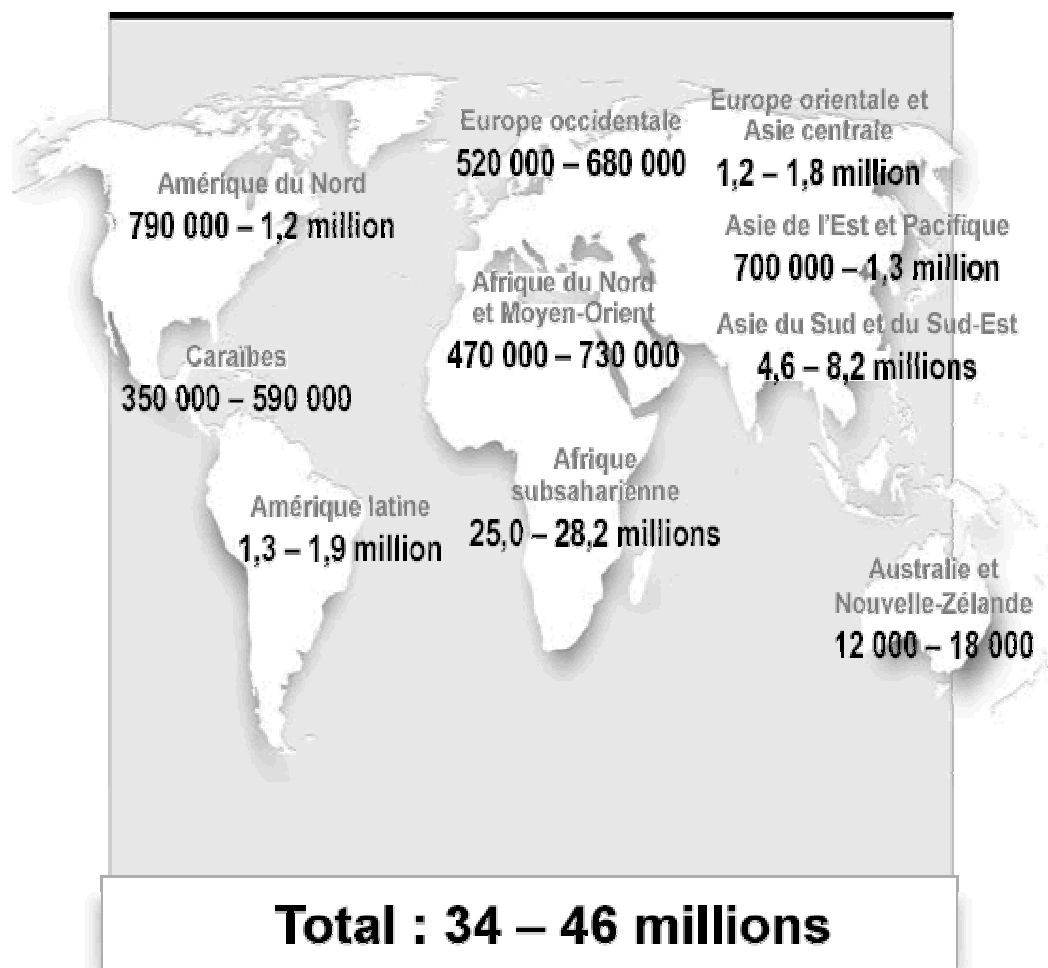 Europe orientale et
Asie centrale
1,2 – 1,8 million
Europe occidentale
520 000 – 680 000
Amérique du Nord
790 000 – 1,2 million
Asie de l'Est et Pacifique
700 000 – 1,3 million
Afrique du Nord
et Moyen-Orient
470 000 – 730 000
Asie du Sud et du Sud-Est
4,6 – 8,2 millions
Caraïbes
350 000 – 590 000
Afrique
subsaharienne
25,0 – 28,2 millions
Amérique latine
1,3 – 1,9 million
Australie et
Nouvelle-Zélande
12 000 – 18 000
Total : 34 – 46 millions